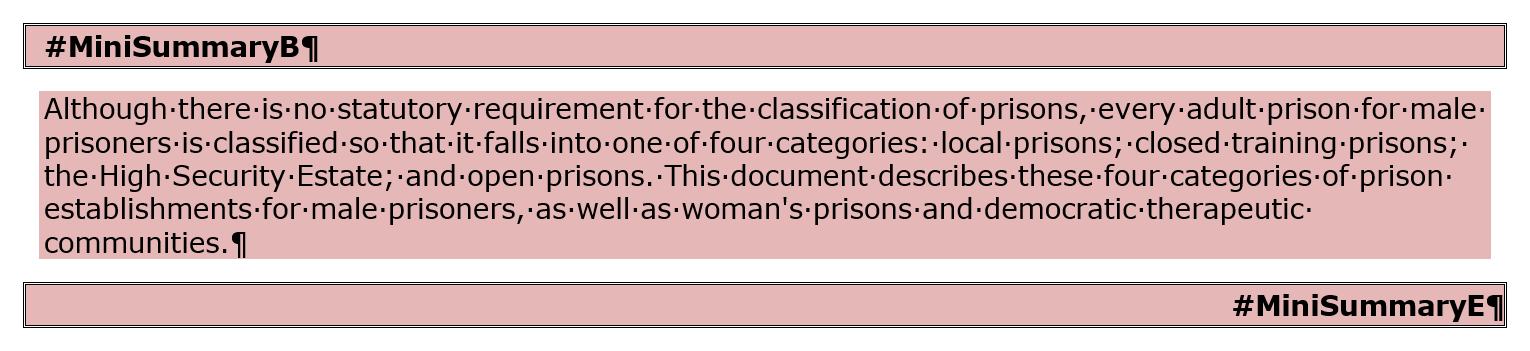 #MiniSummaryB¶
Although·there·is·no·statutory·requirement·for·the·classification·of·prisons,·every·adult·prison·for·male·
prisoners·is·classified·so·that·it·falls·into·one·of·four·categories:·local·prisons;·closed·training·prisons;·
the·High·Security·Estate;·and·open·prisons.·This·document·describes·these·four·categories·of·prison·
establishments·for·male·prisoners,·as·well·as·woman's·prisons·and·democratic·therapeutic·
communities.¶
#MiniSummaryE¶